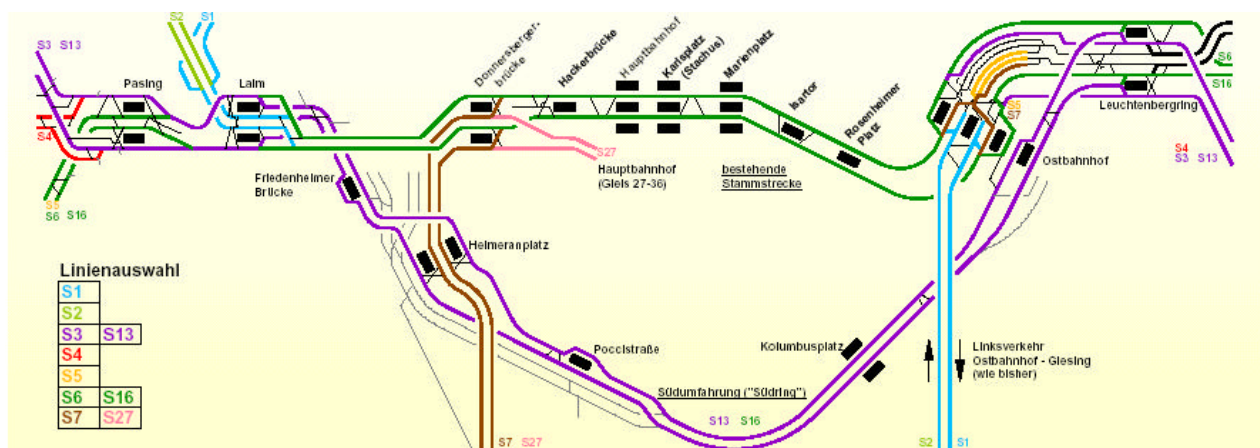 S2 S1
S3 S13
Pasing
Laim
Donnersberger-
brücke
Hackerbrücke
Hauptbahnhof
Karlsplatz
(Stachus)
Marienplatz
Isartor
Rosenheimer
Platz
S6
S16
S5
S7
Leuchtenbergring
S4
S3 S13
Ostbahnhof
S4
S5
S6 S16
S27
Hauptbahnhof
(Gleis 27-36)
bestehende
Stammstrecke
Friedenheimer
Brücke
Heimeranplatz
Linienauswahl
S1
S2
S3 S13
S4
S5
S6 S16
S7 S27
Poccistraße
Kolumbusplatz
Linksverkehr
Ostbahnhof - Giesing
(wie bisher)
Südumfahrung ("Südring")
S13 S16
S7 S27
S2 S1